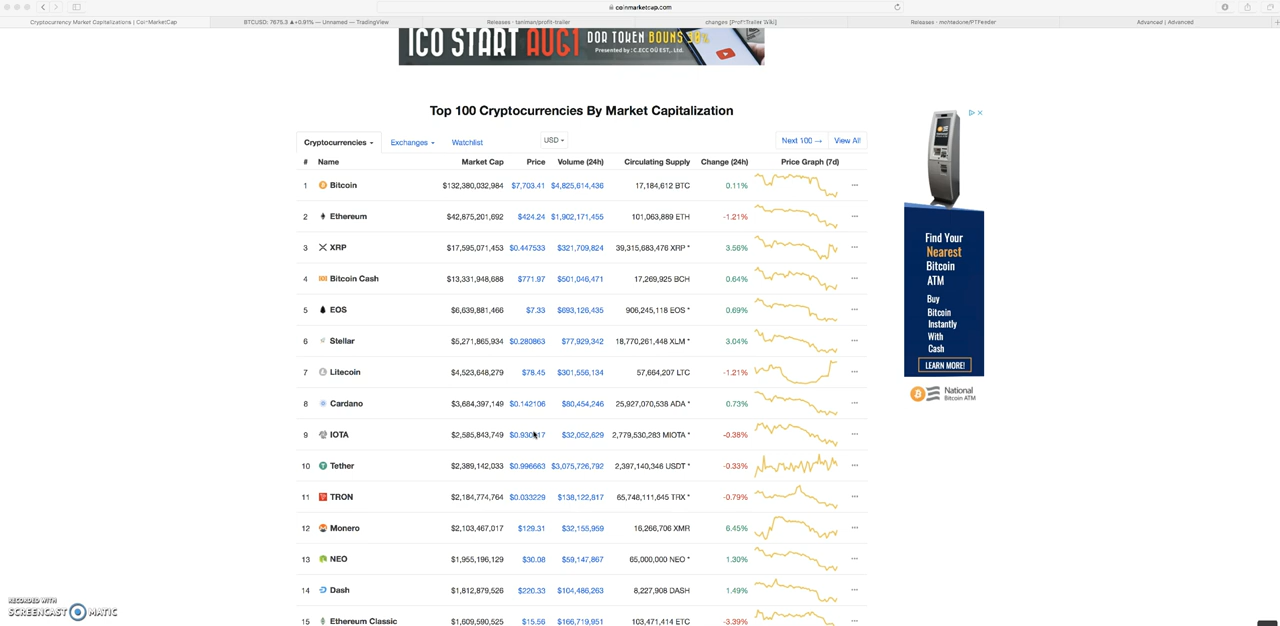 coinmarketcap.com
Cryptocurrency Market Capitalizations | CoinMarketCap
BTCUSD: 7675.3 ▲+0.91% — Unnamed — TradingView
Releases · taniman/profit-trailer
changes [ProfitTrailer Wiki]
Releases · mehtadone/PTFeeder
Advanced | Advanced
ICO START AUG1
DOR TOKEN BOUNS 30%
Presented by : C.ECC OÜ EST., Ltd.
Top 100 Cryptocurrencies By Market Capitalization
Cryptocurrencies Exchanges Watchlist USD Next 100 → View All
# Name Market Cap Price Volume (24h) Circulating Supply Change (24h) Price Graph (7d)
1 Bitcoin $132,380,032,984 $7,703.41 $4,825,614,436 17,184,612 BTC 0.11%
2 Ethereum $42,875,201,692 $424.24 $1,902,171,455 101,063,889 ETH -1.21%
3 XRP $17,595,071,453 $0.447533 $321,709,824 39,315,683,476 XRP * 3.56%
4 Bitcoin Cash $13,331,948,688 $771.97 $501,046,471 17,269,925 BCH 0.64%
5 EOS $6,639,881,466 $7.33 $693,126,435 906,245,118 EOS * 0.69%
6 Stellar $5,271,865,934 $0.280863 $77,929,342 18,770,261,448 XLM * 3.04%
7 Litecoin $4,523,648,279 $78.45 $301,556,134 57,664,207 LTC -1.21%
8 Cardano $3,684,397,149 $0.142106 $80,454,246 25,927,070,538 ADA * 0.73%
9 IOTA $2,585,843,749 $32,052,629 2,779,530,283 MIOTA * -0.38%
10 Tether $2,389,142,033 $0.996663 $3,075,726,792 2,397,140,346 USDT * -0.33%
11 TRON $2,184,774,764 $0.033229 $138,122,817 65,748,111,645 TRX * -0.79%
12 Monero $2,103,467,017 $129.31 $32,155,959 16,266,706 XMR 6.45%
13 NEO $1,955,196,129 $30.08 $59,147,867 65,000,000 NEO * 1.30%
14 Dash $1,812,879,526 $220.33 $104,486,263 8,227,908 DASH 1.49%
15 Ethereum Classic $1,609,590,525 $15.56 $166,719,951 103,471,414 ETC -3.39%
Find Your
Nearest
Bitcoin
ATM
Buy
Bitcoin
Instantly
With
Cash
LEARN MORE!
National
Bitcoin ATM
RECORDED WITH
SCREENCAST MATIC